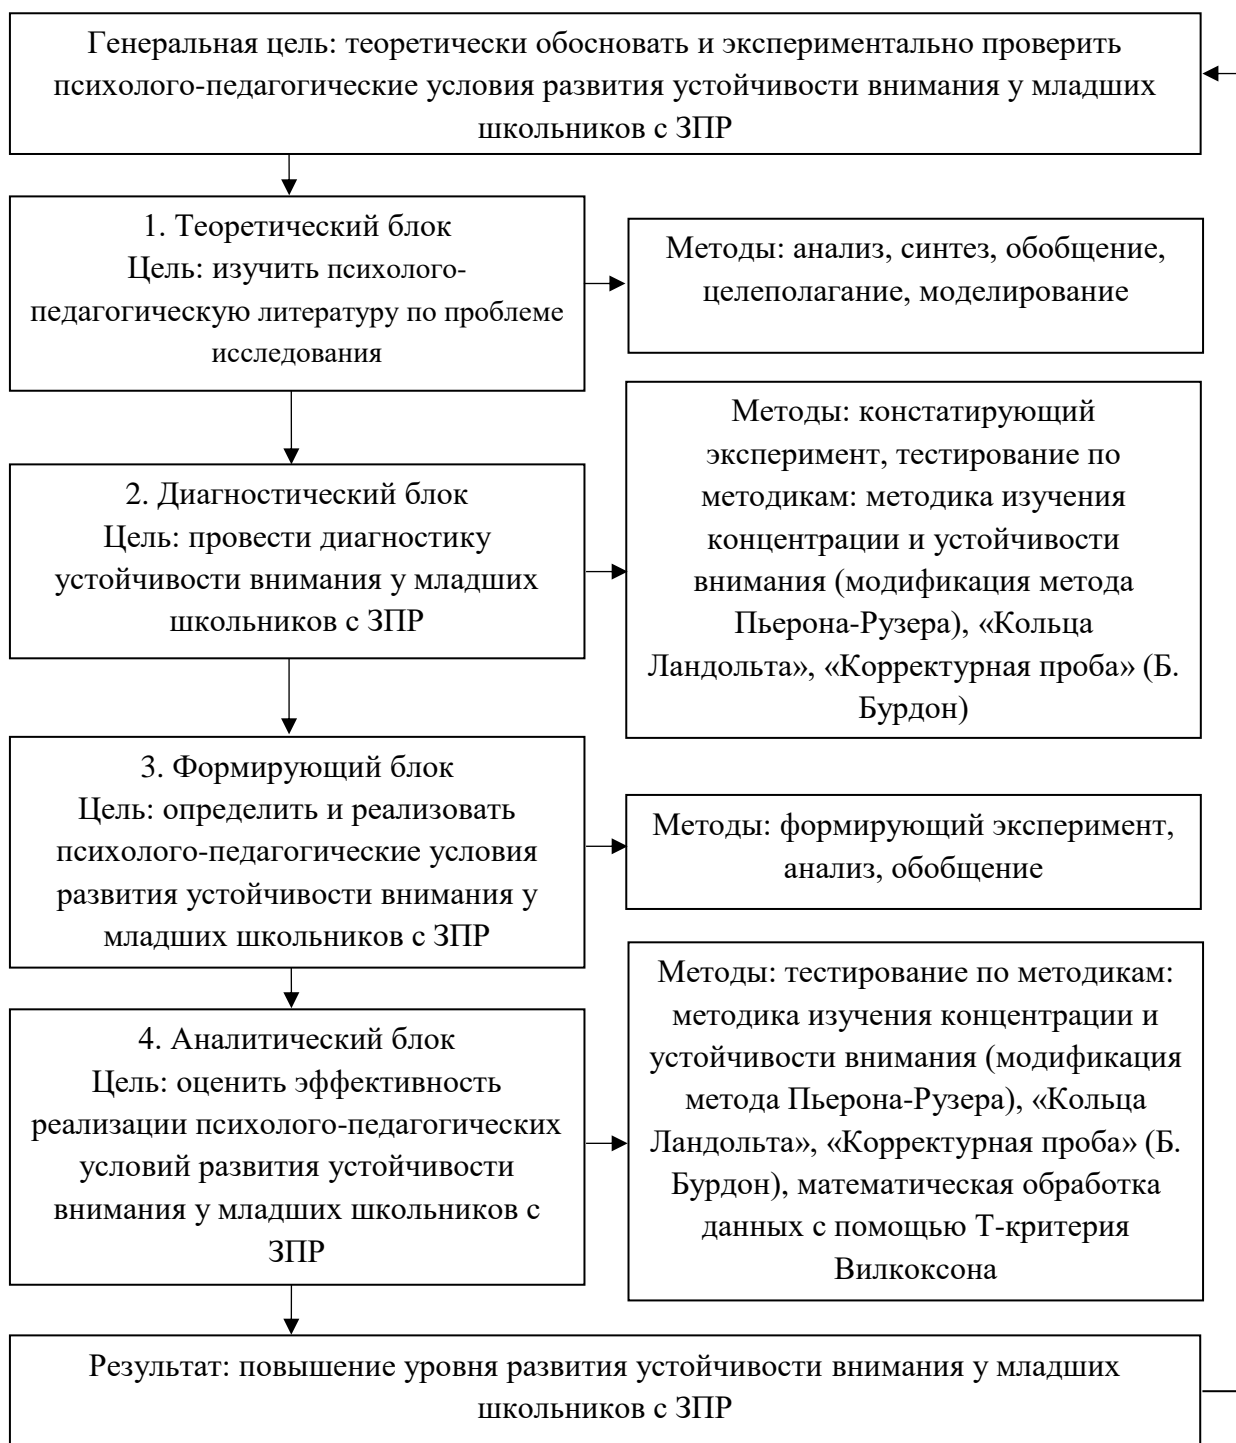 Генеральная цель: теоретически обосновать и экспериментально проверить
психолого-педагогические условия развития устойчивости внимания у младших
школьников с ЗПР
1. Теоретический блок
Цель: изучить психолого-
педагогическую литературу по проблеме
исследования
Методы: анализ, синтез, обобщение,
целеполагание, моделирование
2. Диагностический блок
Цель: провести диагностику
устойчивости внимания у младших
школьников с ЗПР
Методы: констатирующий
эксперимент, тестирование по
методикам: методика изучения
концентрации и устойчивости
внимания (модификация метода
Пьерона-Рузера), «Кольца
Ландольта», «Корректурная проба» (Б.
Бурдон)
3. Формирующий блок
Цель: определить и реализовать
психолого-педагогические условия
развития устойчивости внимания у
младших школьников с ЗПР
Методы: формирующий эксперимент,
анализ, обобщение
4. Аналитический блок
Цель: оценить эффективность
реализации психолого-педагогических
условий развития устойчивости
внимания у младших школьников с
ЗПР
Методы: тестирование по методикам:
методика изучения концентрации и
устойчивости внимания (модификация
метода Пьерона-Рузера), «Кольца
Ландольта», «Корректурная проба» (Б.
Бурдон), математическая обработка
данных с помощью Т-критерия
Вилкоксона
Результат: повышение уровня развития устойчивости внимания у младших
школьников с ЗПР